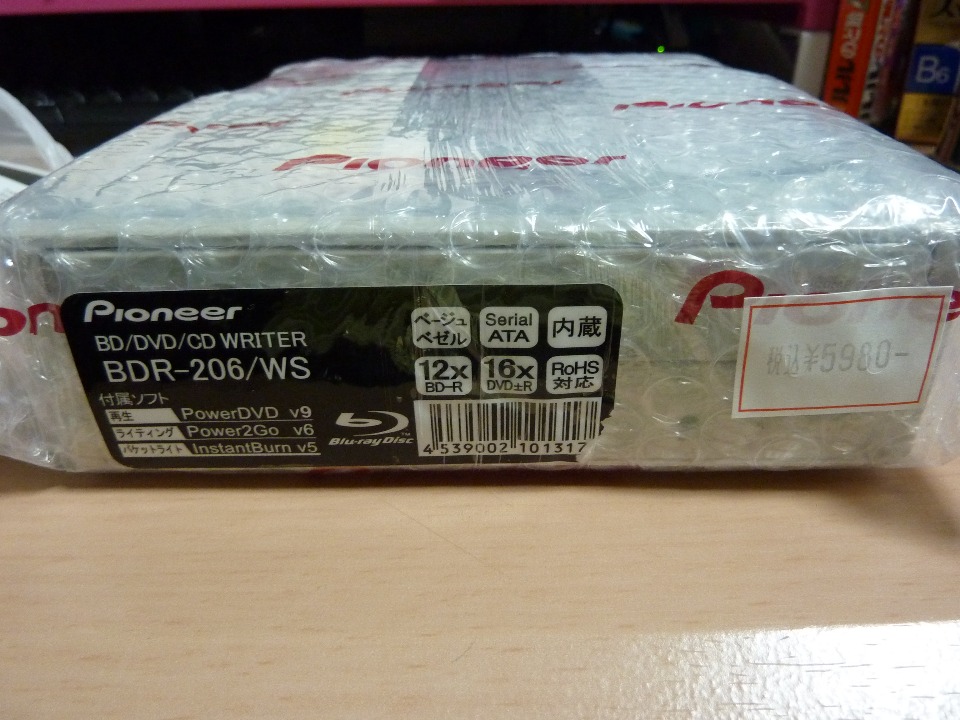 Pioneer
Pioneer
Pioneer
B6
Pioneer
BD/DVD/CD WRITER
BDR-206/WS
付属ソフト
再生 PowerDVD v9
ライティング Power2Go v6
パケットライト InstantBurn v5
Blu-ray Disc
ベージュ
ベゼル
Serial
ATA
内蔵
12x
BD-R
16x
DVD±R
RoHS
対応
4 539002 101317
Pioneer
税込¥5980-